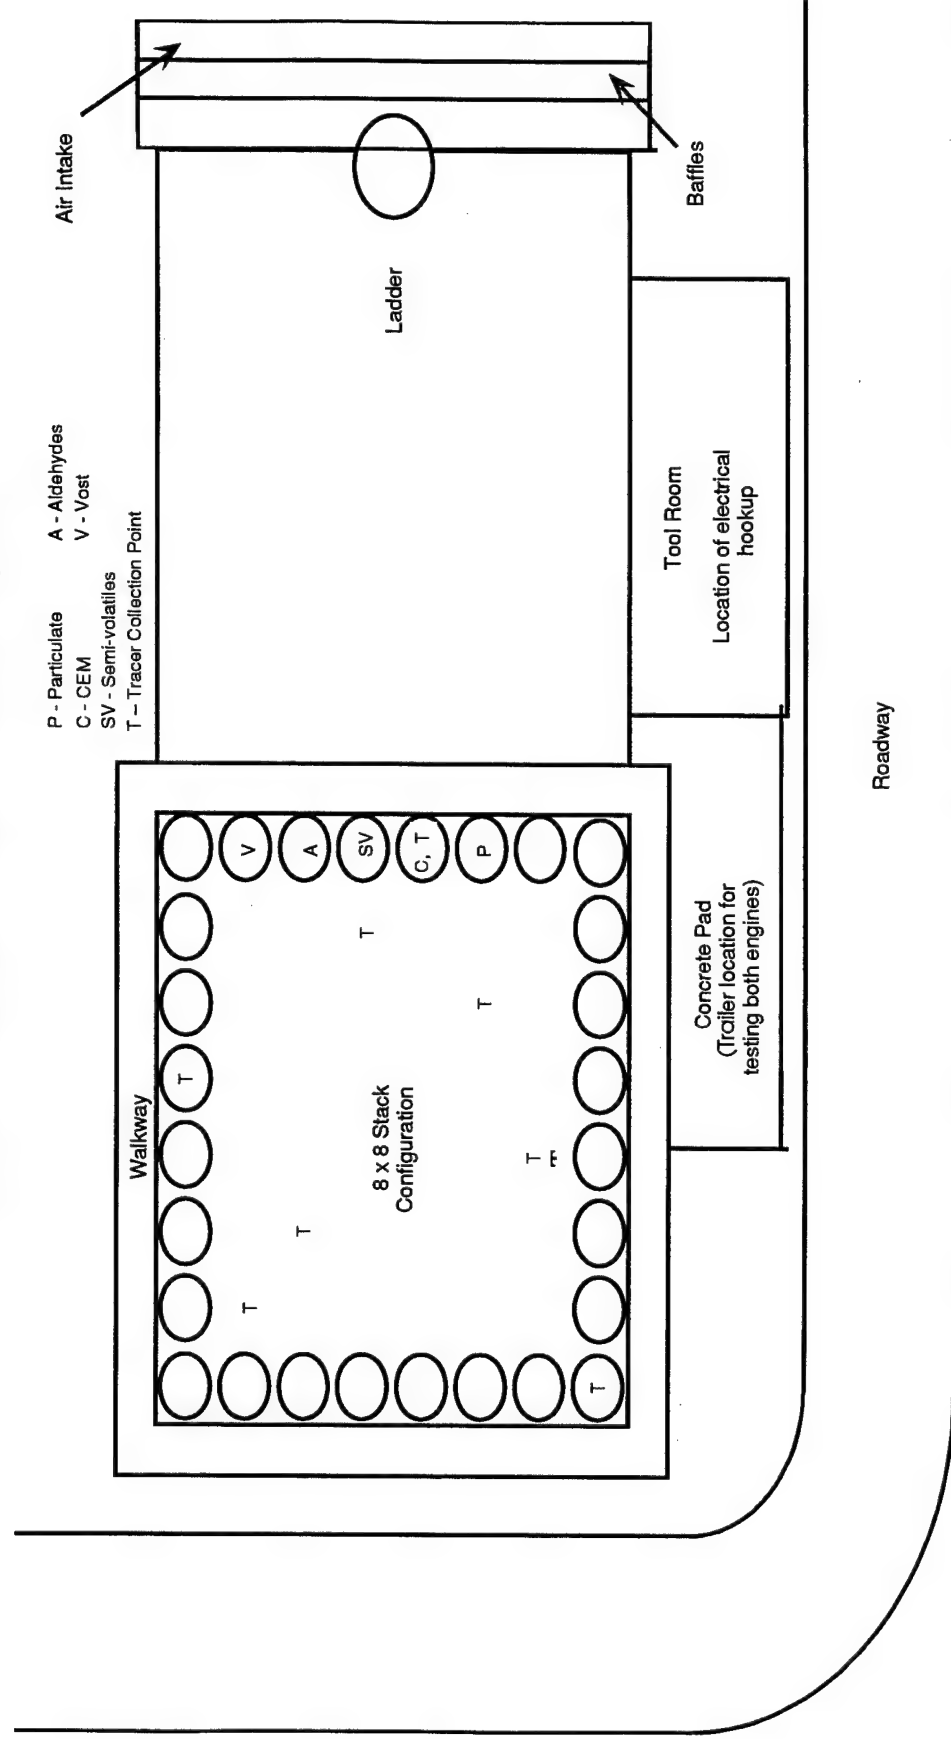 P - Particulate A - Aldehydes
C - CEM V - Vost
SV - Semi-volatiles
T – Tracer Collection Point
Air Intake
Walkway
T
T V
T A
T SV
8 x 8 Stack
Configuration
Ladder
C, T
T P
T
T
Baffles
Tool Room
Location of electrical
hookup
Concrete Pad
(Trailer location for
testing both engines)
Roadway